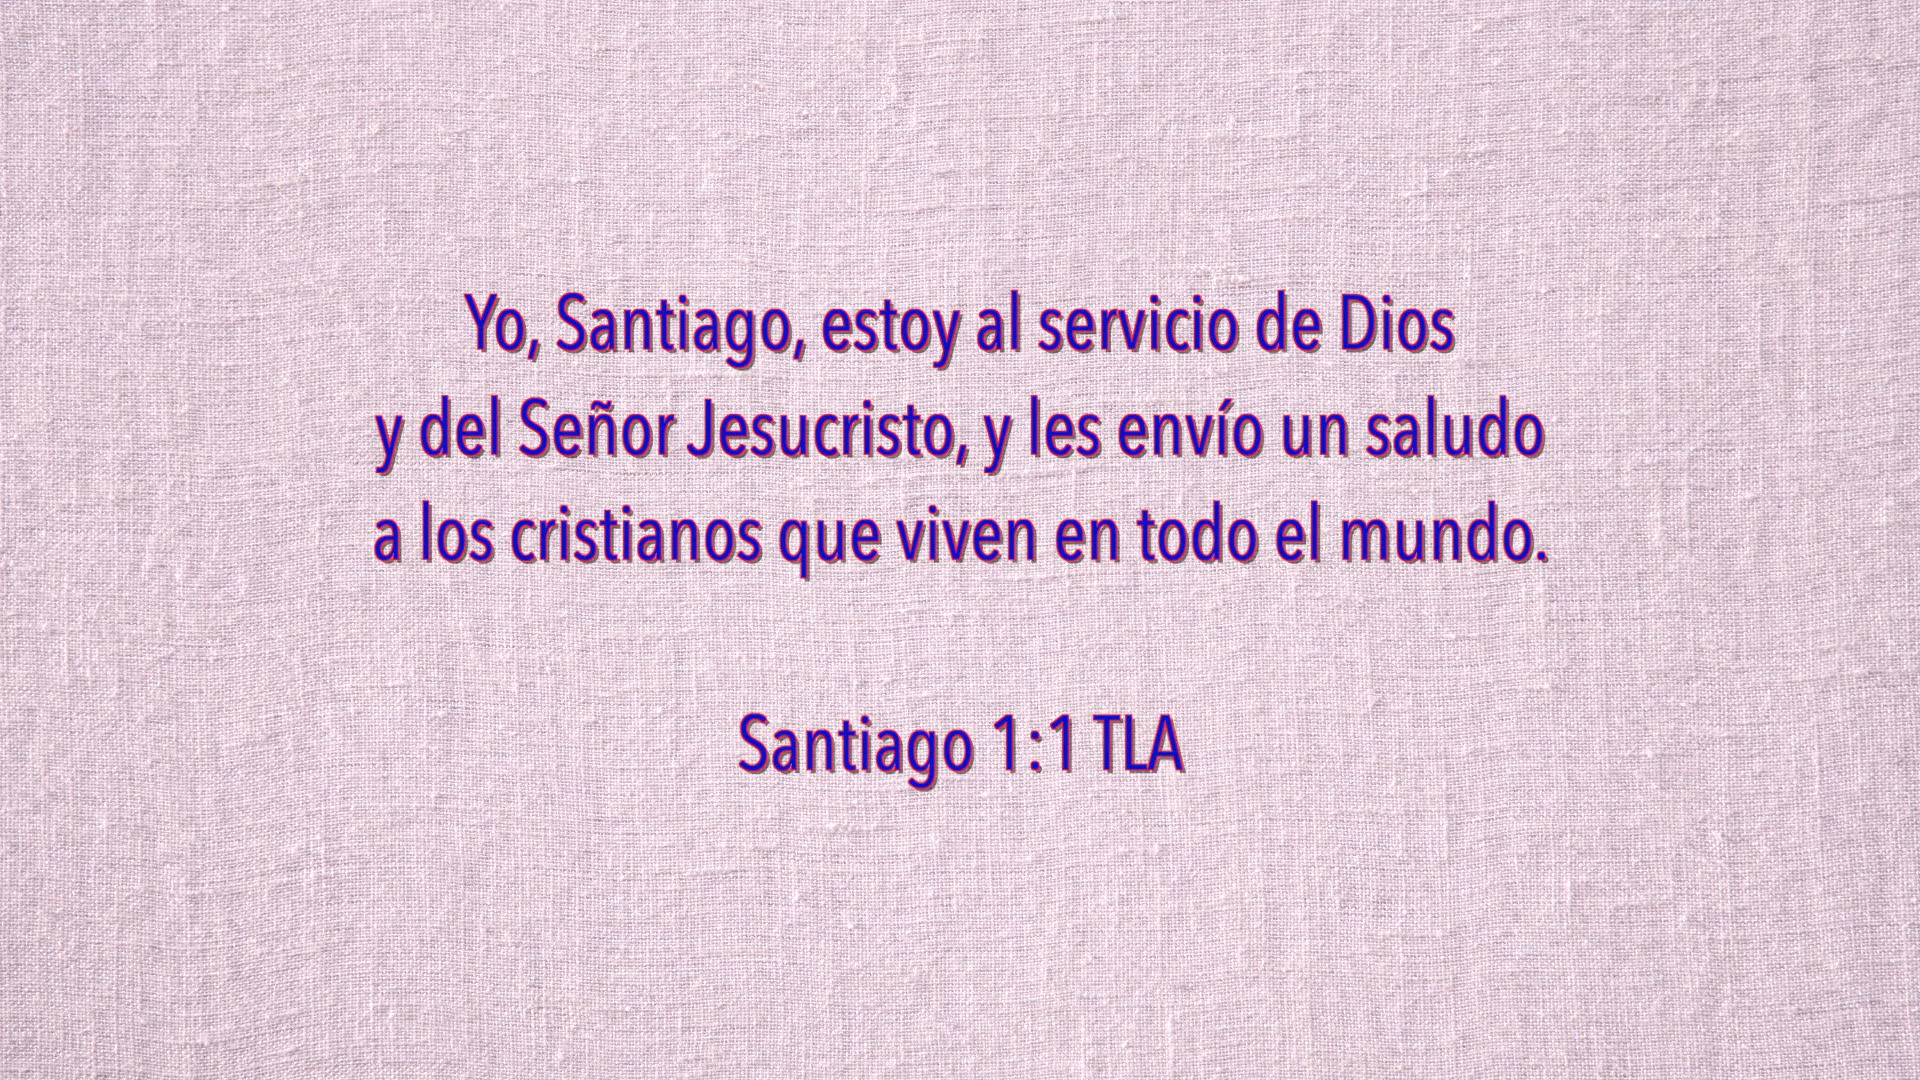 Yo, Santiago, estoy al servicio de Dios
y del Señor Jesucristo, y les envío un saludo
a los cristianos que viven en todo el mundo.
Santiago 1:1 TLA